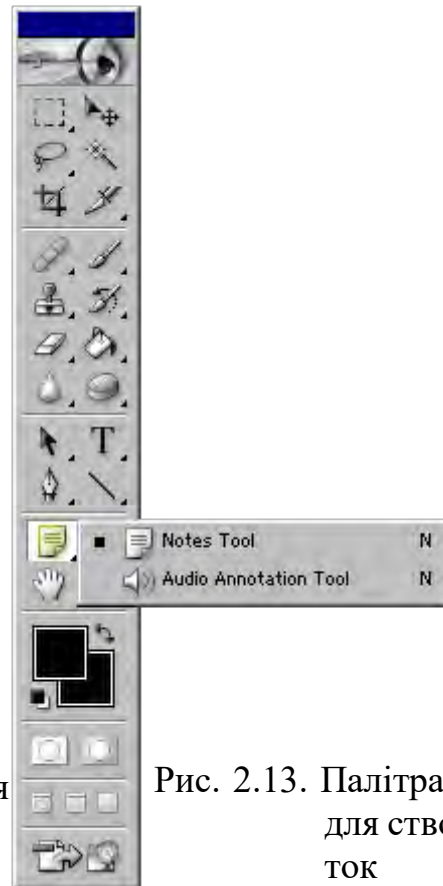 T
Notes Tool N
Audio Annotation Tool N
я
Рис. 2.13. Палітра
для ство
ток